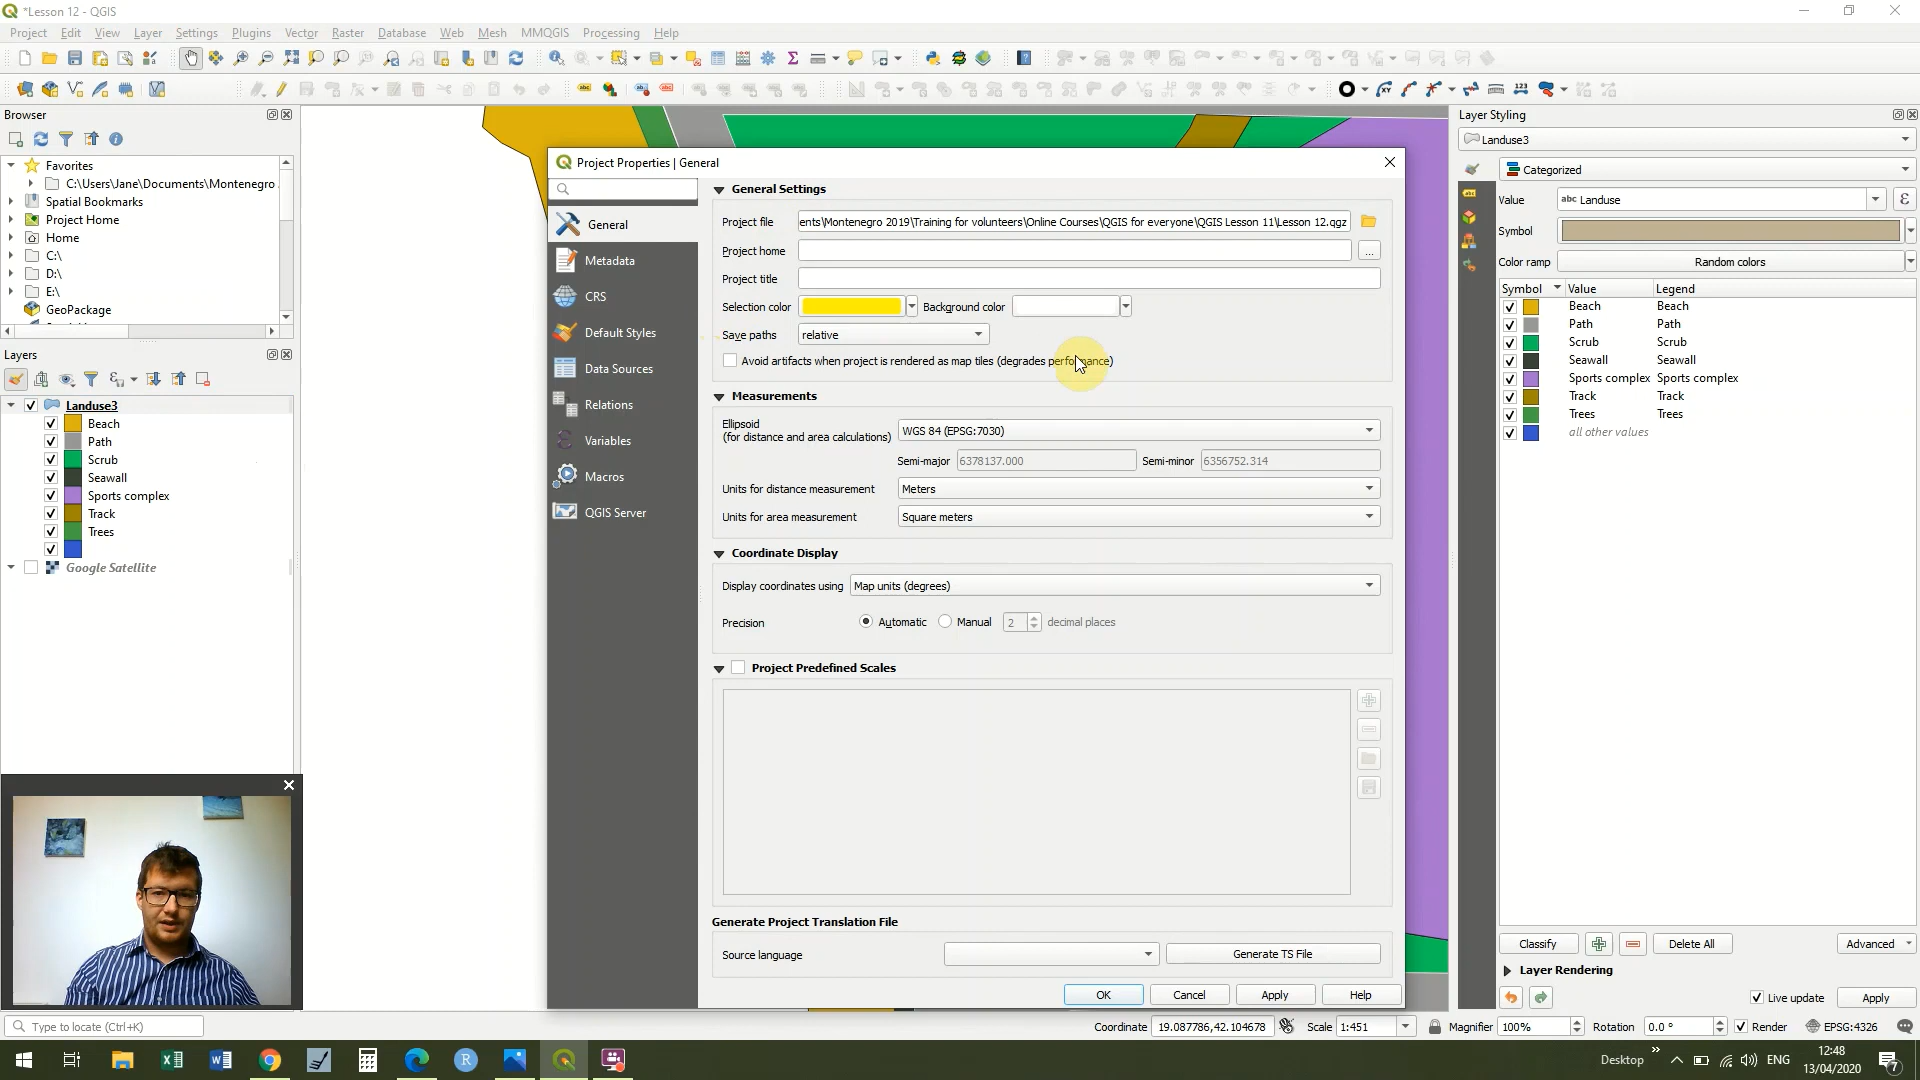 *Lesson 12 - QGIS
Project Edit View Layer Settings Plugins Vector Raster Database Web Mesh MMQGIS Processing Help
Browser
Favorites
C:\Users\Jane\Documents\Montenegro
Spatial Bookmarks
Project Home
Home
C:\
D:\
E:\
GeoPackage
Layers
Landuse3
Beach
Path
Scrub
Seawall
Sports complex
Track
Trees
Google Satellite
Project Properties | General
General
Metadata
CRS
Default Styles
Data Sources
Relations
Variables
Macros
QGIS Server
General Settings
Project file ents\Montenegro 2019\Training for volunteers\Online Courses\QGIS for everyone\QGIS Lesson 11\Lesson 12.qgz
Project home ...
Project title
Selection color Background color
Save paths relative
Avoid artifacts when project is rendered as map tiles (degrades performance)
Measurements
Ellipsoid
(for distance and area calculations) WGS 84 (EPSG:7030)
Semi-major 6378137.000 Semi-minor 6356752.314
Units for distance measurement Meters
Units for area measurement Square meters
Coordinate Display
Display coordinates using Map units (degrees)
Precision Automatic Manual 2 decimal places
Project Predefined Scales
Generate Project Translation File
Source language Generate TS File
OK Cancel Apply Help
Layer Styling
Landuse3
Categorized
Value abc Landuse ε
Symbol
Color ramp Random colors
Symbol Value Legend
Beach Beach
Path Path
Scrub Scrub
Seawall Seawall
Sports complex Sports complex
Track Track
Trees Trees
all other values
Classify Delete All Advanced
Layer Rendering
Live update Apply
Type to locate (Ctrl+K) Coordinate 19.087786,42.104678 Scale 1:451 Magnifier 100% Rotation 0.0 ° Render EPSG:4326
Desktop » ENG 12:48
13/04/2020 7